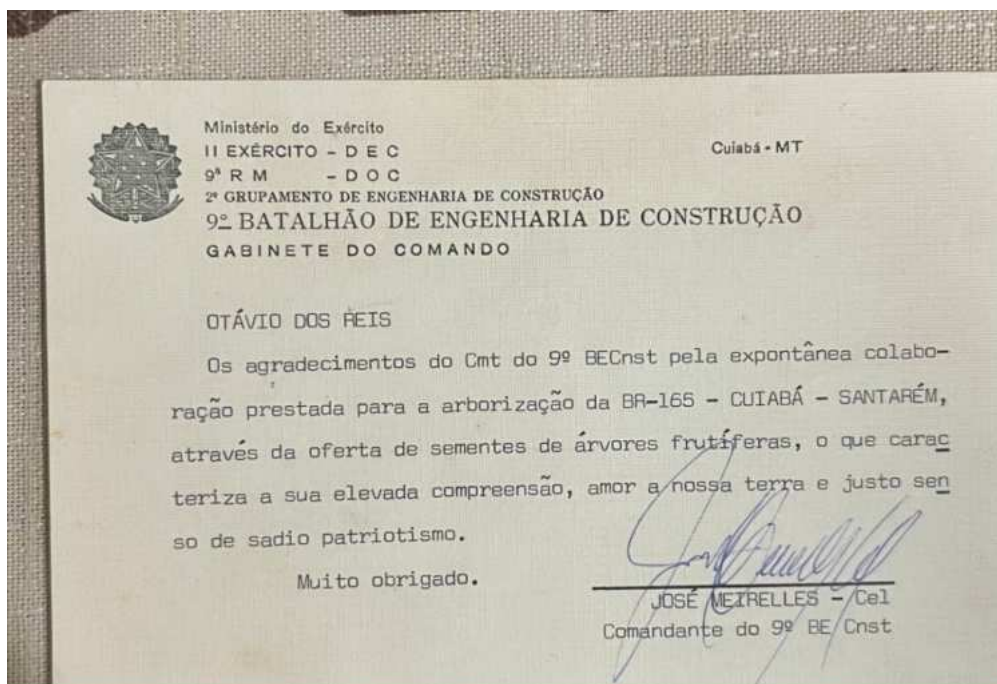 Ministério do Exército
II EXÉRCITO - D E C
Cuiabá - MT
9ª R M - D O C
2º GRUPAMENTO DE ENGENHARIA DE CONSTRUÇÃO
9º BATALHÃO DE ENGENHARIA DE CONSTRUÇÃO
GABINETE DO COMANDO
OTÁVIO DOS REIS
Os agradecimentos do Cmt do 9º BECnst pela expontânea colabo-
ração prestada para a arborização da BR-165 - CUIABÁ - SANTARÉM,
através da oferta de sementes de árvores frutíferas, o que carac
teriza a sua elevada compreensão, amor a nossa terra e justo sen
so de sadio patriotismo.
Muito obrigado.
JOSÉ MEIRELLES - Cel
Comandante do 9º BE Cnst